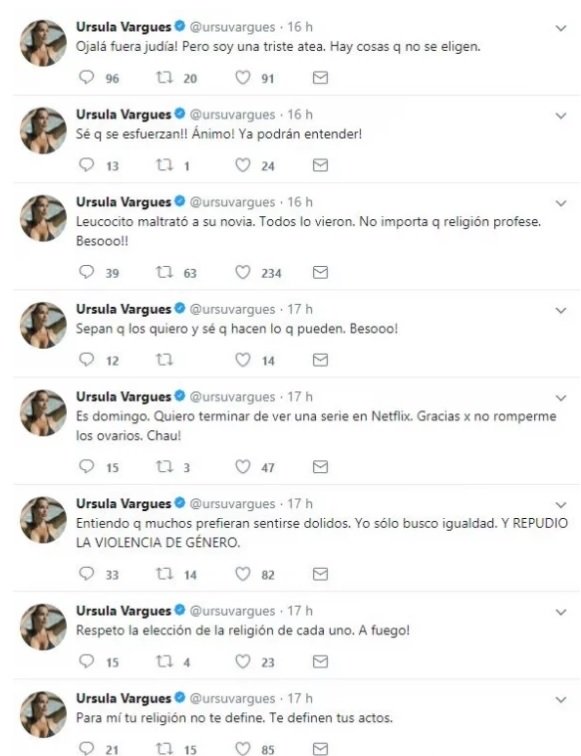 Ursula Vargues @ursuvargues · 16 h
Ojalá fuera judía! Pero soy una triste atea. Hay cosas q no se eligen.
96 20 91
Ursula Vargues @ursuvargues · 16 h
Sé q se esfuerzan!! Ánimo! Ya podrán entender!
13 1 24
Ursula Vargues @ursuvargues · 16 h
Leucocito maltrató a su novia. Todos lo vieron. No importa q religión profese.
Besooo!!
39 63 234
Ursula Vargues @ursuvargues · 17 h
Sepan q los quiero y sé q hacen lo q pueden. Besooo!
12 14
Ursula Vargues @ursuvargues · 17 h
Es domingo. Quiero terminar de ver una serie en Netflix. Gracias x no romperme
los ovarios. Chau!
15 3 47
Ursula Vargues @ursuvargues · 17 h
Entiendo q muchos prefieran sentirse dolidos. Yo sólo busco igualdad. Y REPUDIO
LA VIOLENCIA DE GÉNERO.
33 14 82
Ursula Vargues @ursuvargues · 17 h
Respeto la elección de la religión de cada uno. A fuego!
15 4 23
Ursula Vargues @ursuvargues · 17 h
Para mí tu religión no te define. Te definen tus actos.
21 15 85